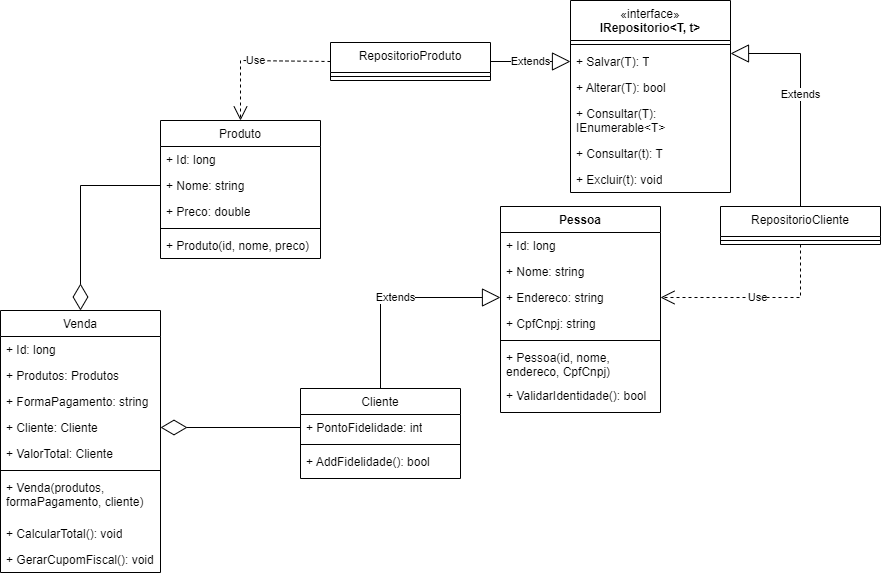 «interface»
IRepositorio<T, t>
+ Salvar(T): T
+ Alterar(T): bool
+ Consultar(T):
IEnumerable<T>
+ Consultar(t): T
+ Excluir(t): void
RepositorioProduto
Extends
Use
Extends
Produto
+ Id: long
+ Nome: string
+ Preco: double
+ Produto(id, nome, preco)
RepositorioCliente
Pessoa
+ Id: long
+ Nome: string
+ Endereco: string
+ CpfCnpj: string
+ Pessoa(id, nome,
endereco, CpfCnpj)
+ ValidarIdentidade(): bool
Use
Extends
Venda
+ Id: long
+ Produtos: Produtos
+ FormaPagamento: string
+ Cliente: Cliente
+ ValorTotal: Cliente
+ Venda(produtos,
formaPagamento, cliente)
+ CalcularTotal(): void
+ GerarCupomFiscal(): void
Cliente
+ PontoFidelidade: int
+ AddFidelidade(): bool